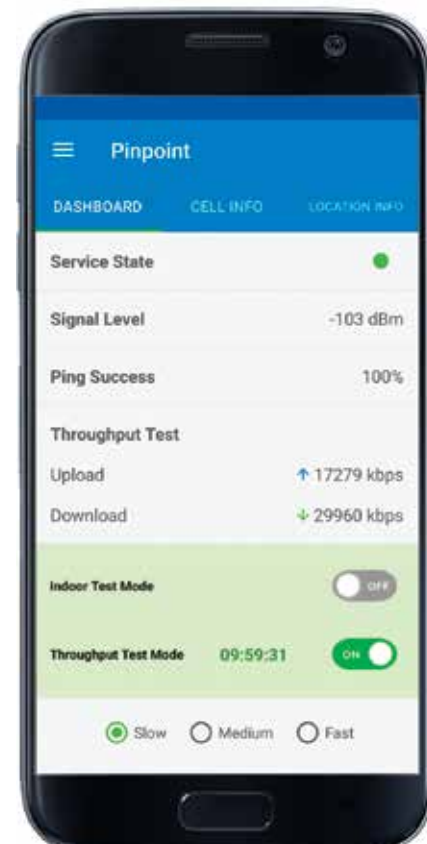 Pinpoint
DASHBOARD CELL INFO LOCATION INFO
Service State
Signal Level -103 dBm
Ping Success 100%
Throughput Test
Upload ↑ 17279 kbps
Download ↓ 29960 kbps
Indoor Test Mode OFF
Throughput Test Mode 09:59:31 ON
Slow Medium Fast